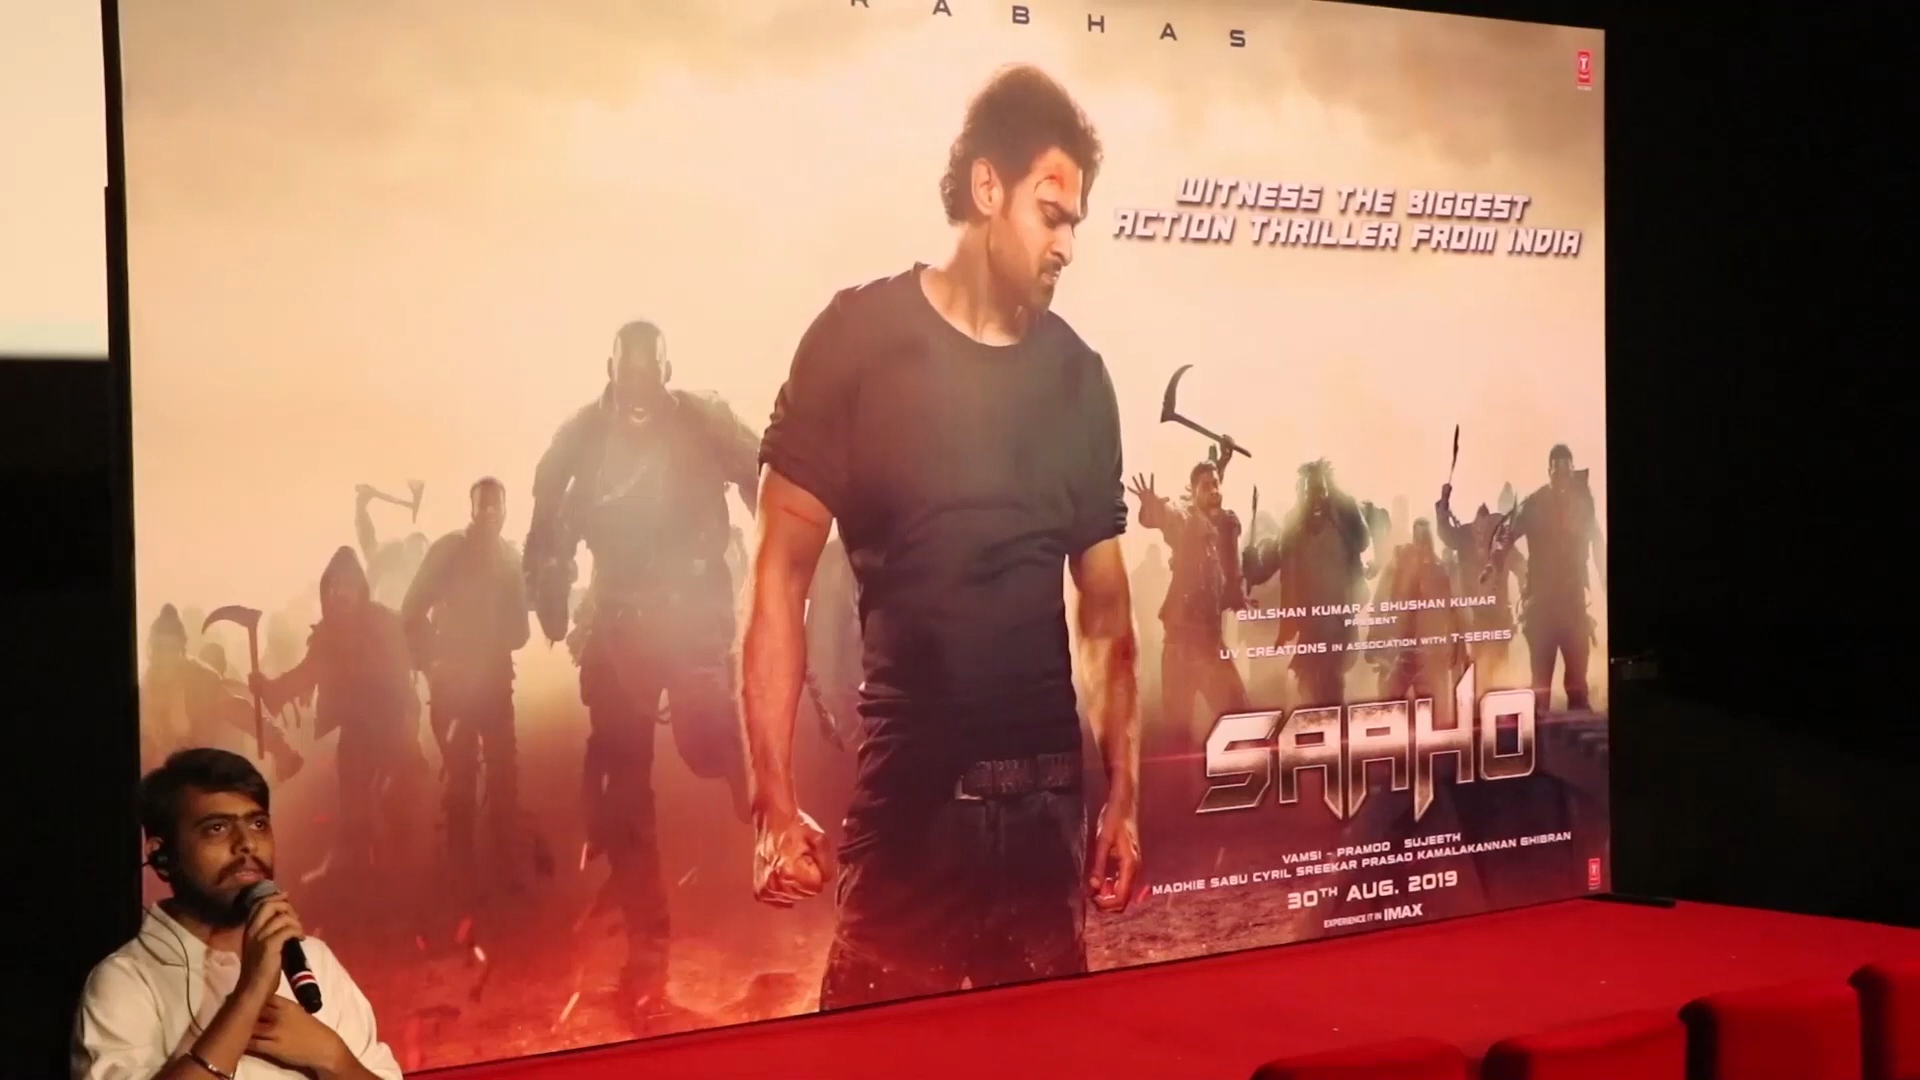 RABHAS
WITNESS THE BIGGEST
ACTION THRILLER FROM INDIA
GULSHAN KUMAR & BHUSHAN KUMAR
PRESENT
UV CREATIONS IN ASSOCIATION WITH T-SERIES
SAAHO
VAMSI - PRAMOD SUJEETH
MADHIE SABU CYRIL SREEKAR PRASAD KAMALAKANNAN GHIBRAN
30TH AUG. 2019
EXPERIENCE IT IN IMAX